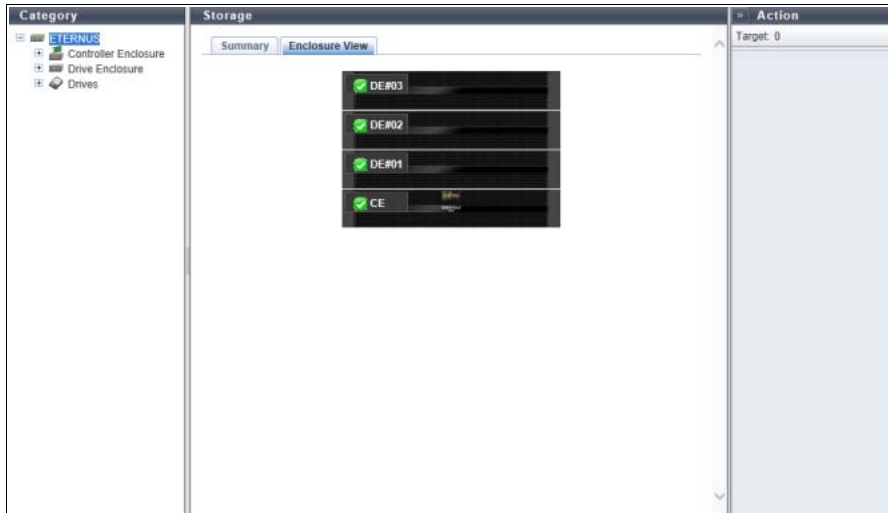 Category
ETERNUS
Controller Enclosure
Drive Enclosure
Drives
Storage
Summary
Enclosure View
DE#03
DE#02
DE#01
CE
» Action
Target: 0